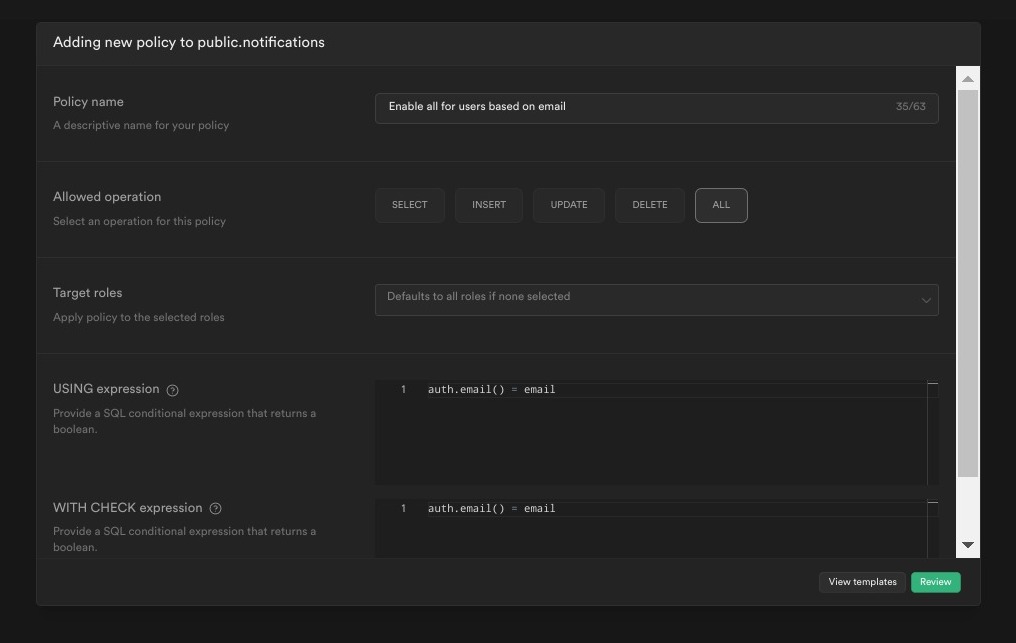 Adding new policy to public.notifications
Policy name
A descriptive name for your policy
Enable all for users based on email
35/63
Allowed operation
Select an operation for this policy
SELECT
INSERT
UPDATE
DELETE
ALL
Target roles
Apply policy to the selected roles
Defaults to all roles if none selected
USING expression
Provide a SQL conditional expression that returns a
boolean.
1 auth.email() = email
WITH CHECK expression
Provide a SQL conditional expression that returns a
boolean.
1 auth.email() = email
View templates
Review